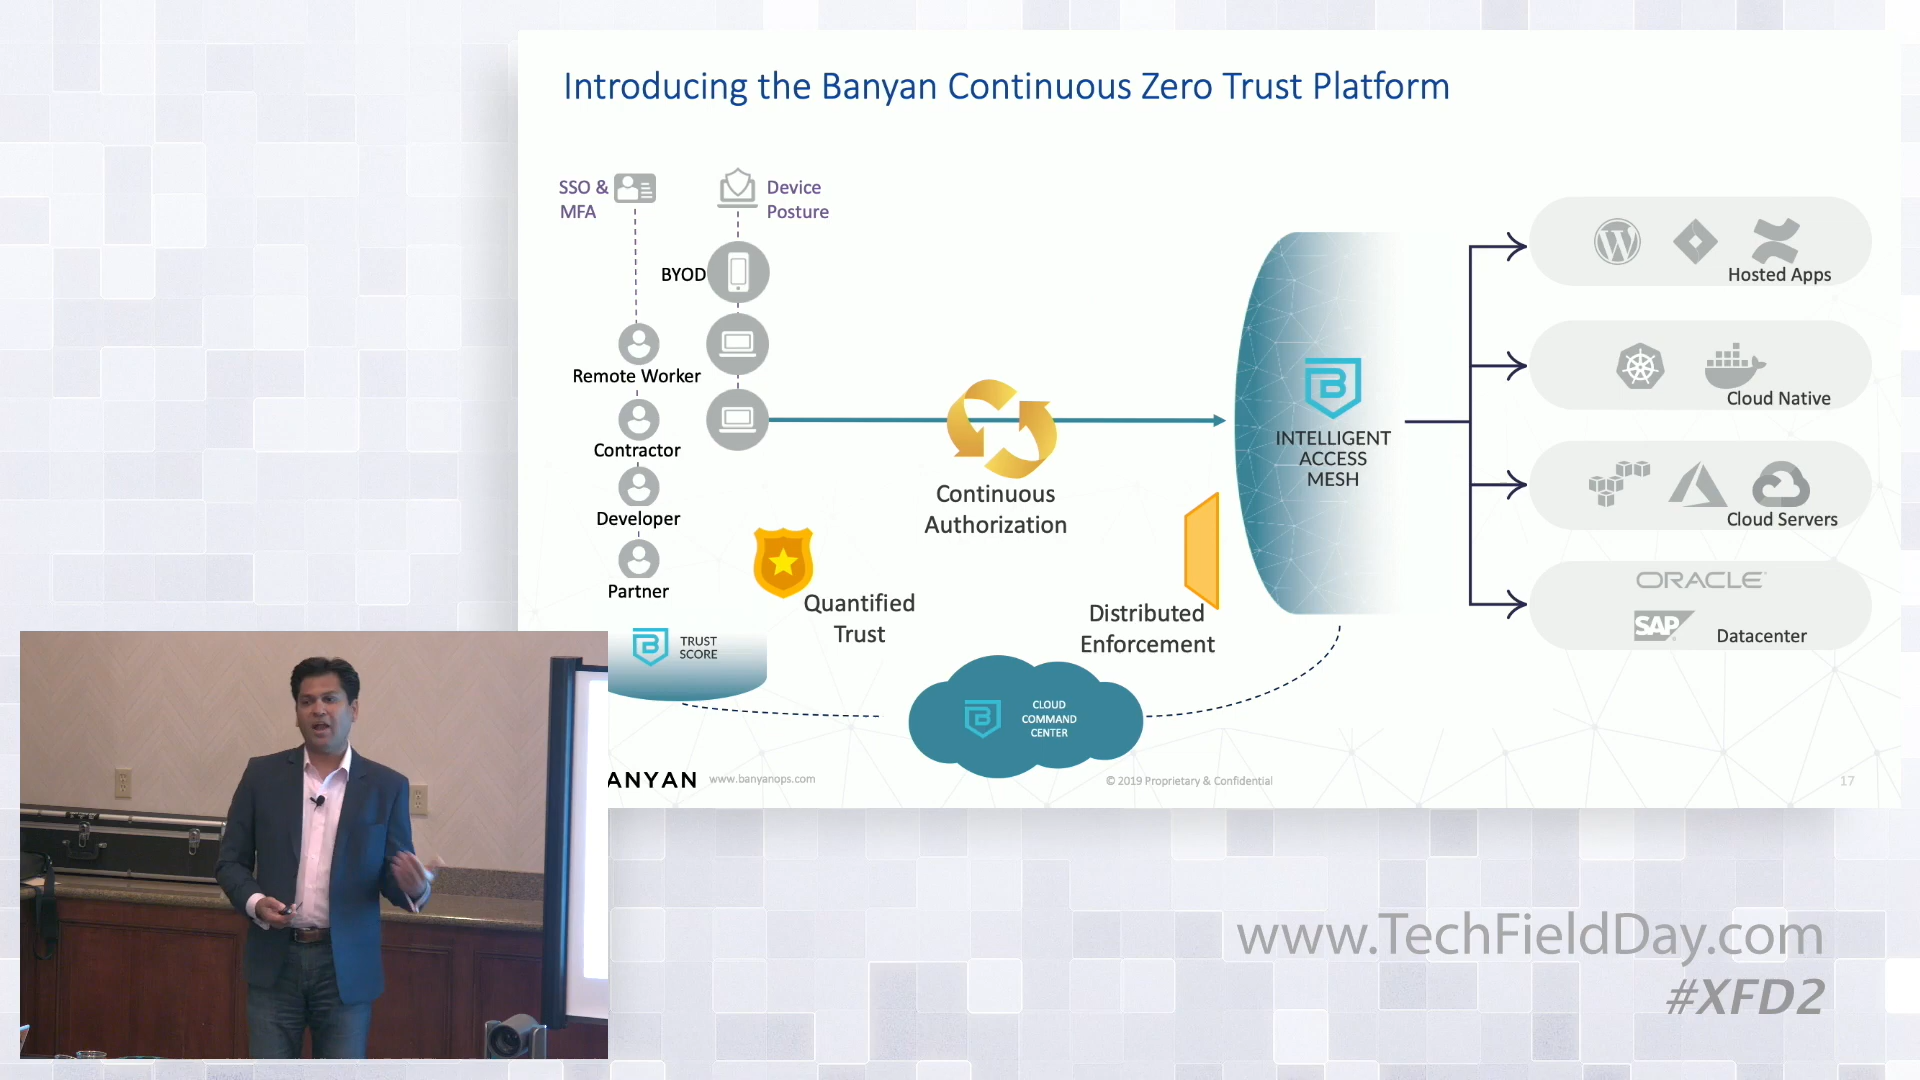 Introducing the Banyan Continuous Zero Trust Platform
SSO &
MFA
Device
Posture
BYOD
Remote Worker
Contractor
Developer
Partner
TRUST
SCORE
Quantified
Trust
Continuous
Authorization
Distributed
Enforcement
INTELLIGENT
ACCESS
MESH
CLOUD
COMMAND
CENTER
Hosted Apps
Cloud Native
Cloud Servers
ORACLE
SAP
Datacenter
ANYAN
www.banyanops.com
© 2019 Proprietary & Confidential
17
www.TechFieldDay.com
#XFD2